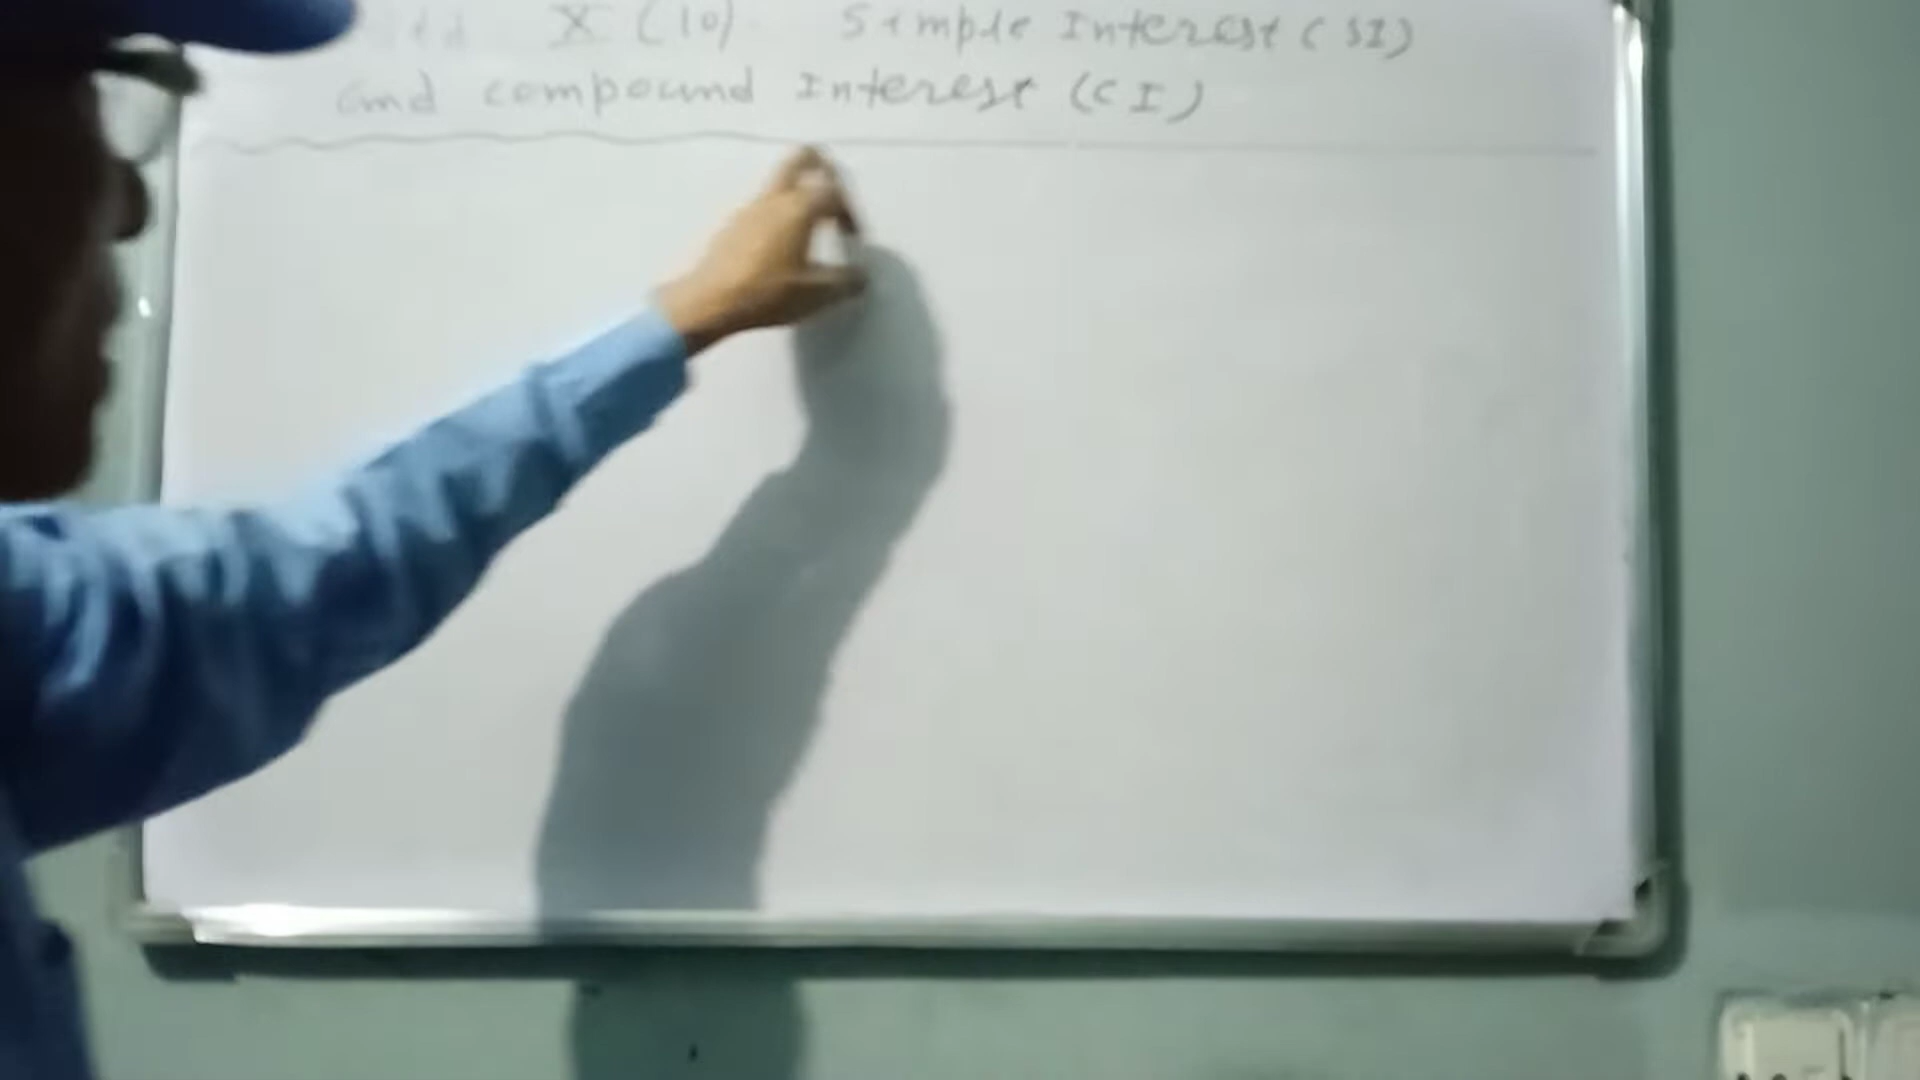 X (10) Simple Interest (SI)
and compound Interest (CI)